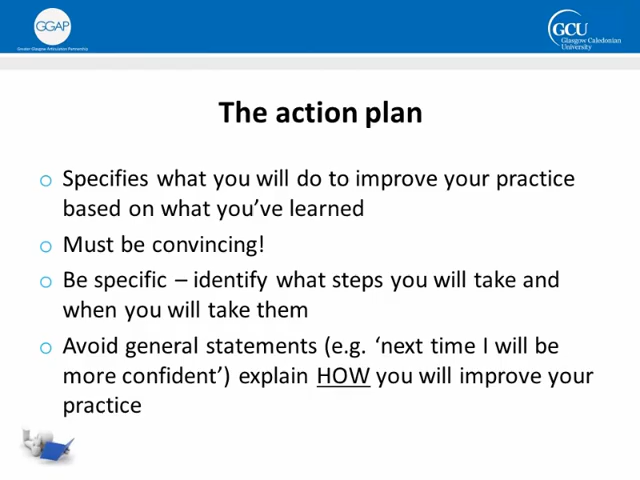 GGAP
Greater Glasgow Articulation Partnership
GCU
Glasgow Caledonian
University
The action plan
Specifies what you will do to improve your practice
based on what you’ve learned
Must be convincing!
Be specific – identify what steps you will take and
when you will take them
Avoid general statements (e.g. ‘next time I will be
more confident’) explain HOW you will improve your
practice